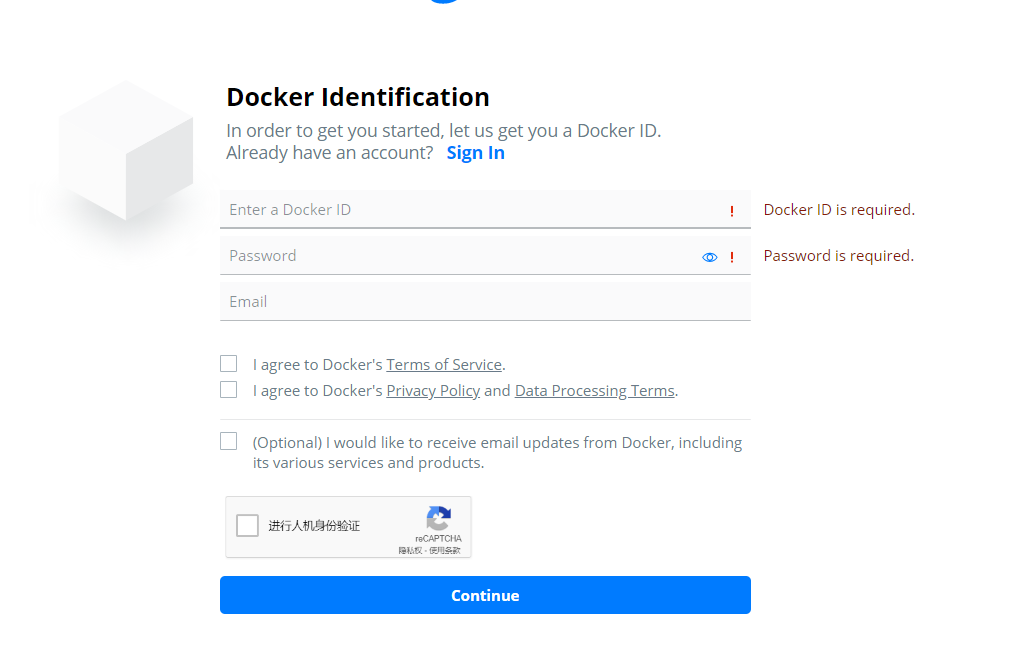 Docker Identification
In order to get you started, let us get you a Docker ID.
Already have an account? Sign In
Enter a Docker ID ! Docker ID is required.
Password ! Password is required.
Email
I agree to Docker's Terms of Service.
I agree to Docker's Privacy Policy and Data Processing Terms.
(Optional) I would like to receive email updates from Docker, including
its various services and products.
进行人机身份验证
reCAPTCHA
隐私权 - 使用条款
Continue